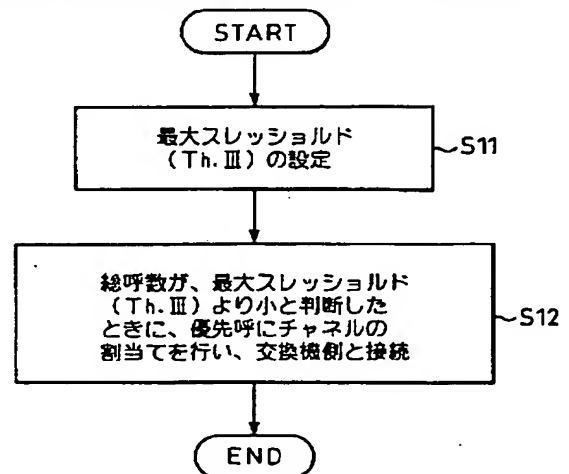 START
最大スレッショルド
(Th.Ⅲ)の設定
S11
総呼数が、最大スレッショルド
(Th.Ⅲ)より小と判断した
ときに、優先呼にチャネルの
割当てを行い、交換機側と接続
S12
END